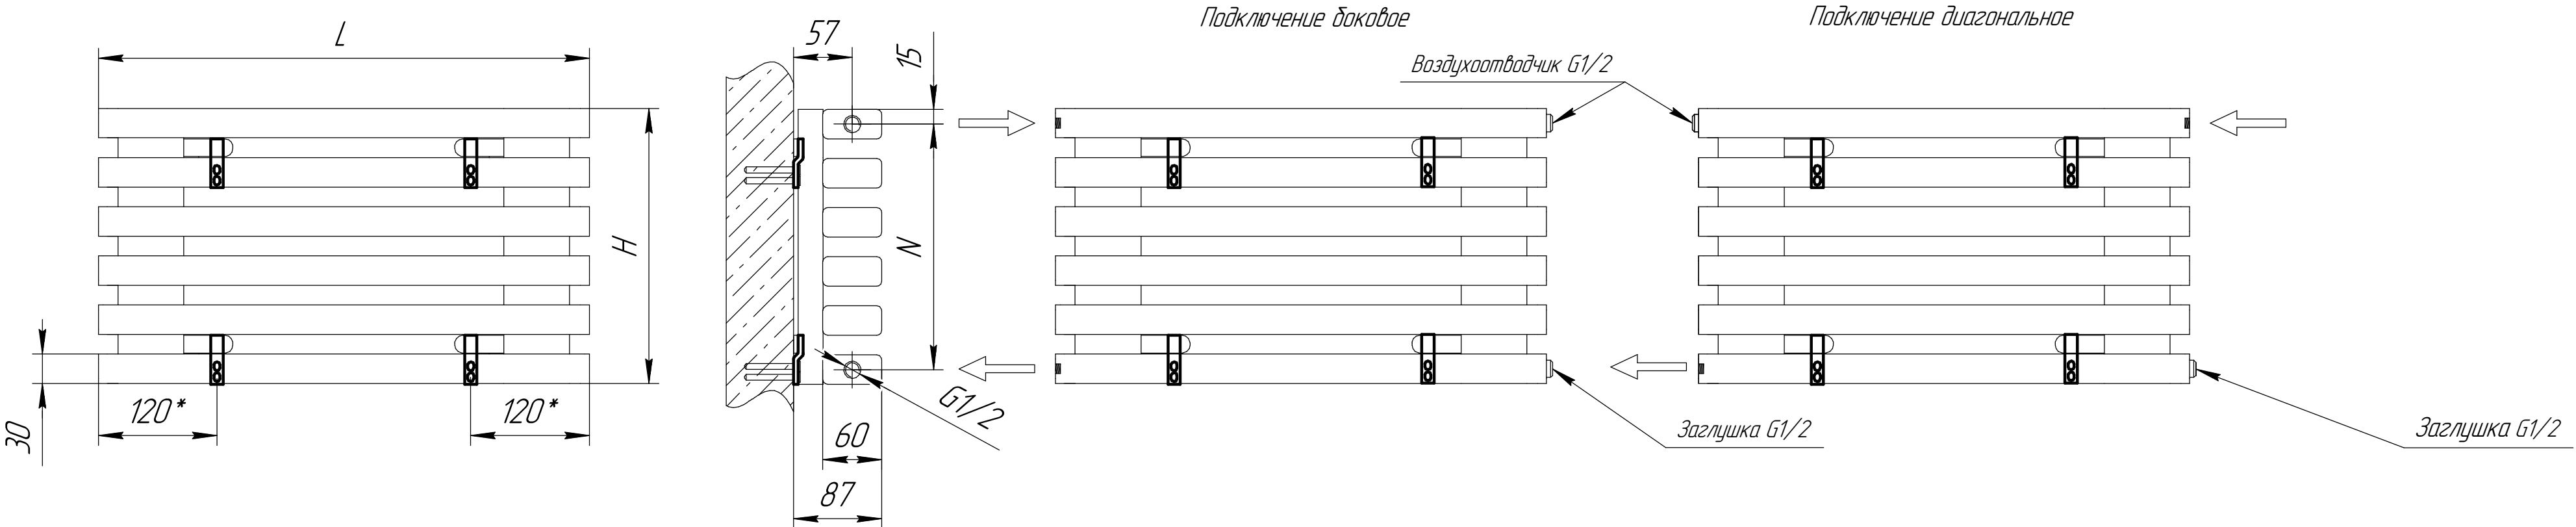 Подключение боковое
Подключение диагональное
L
57
15
Воздухоотводчик G1/2
H
N
30
120*
120*
G1/2
60
87
Заглушка G1/2
Заглушка G1/2